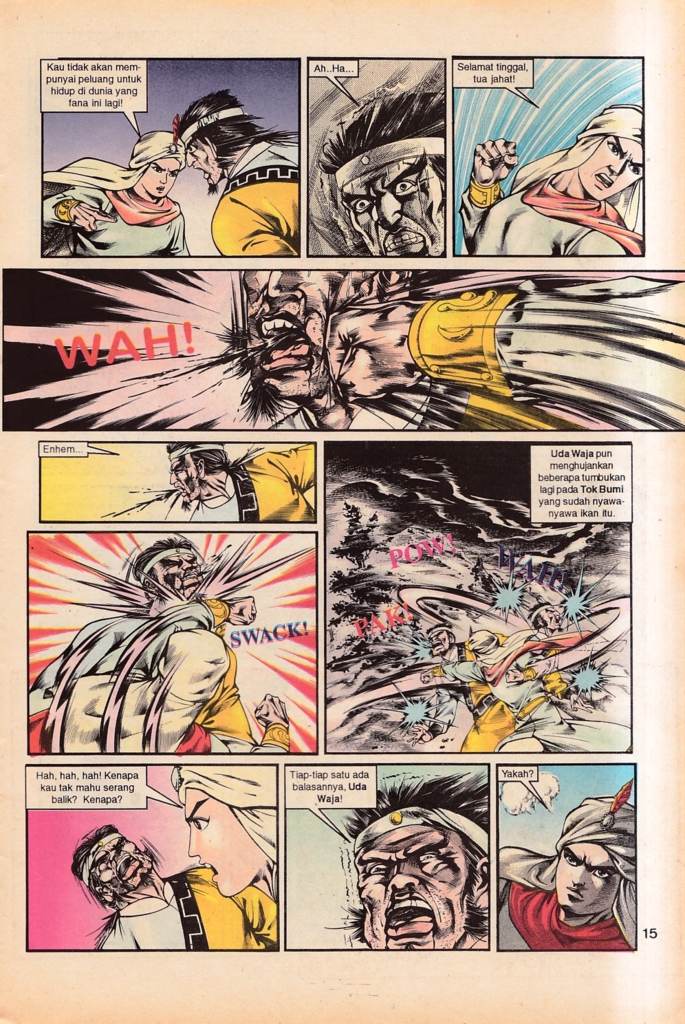 Kau tidak akan mem-
punyai peluang untuk
hidup di dunia yang
fana ini lagi!
Ah..Ha...
Selamat tinggal,
tua jahat!
WAH!
Enhem...
Uda Waja pun
menghujankan
beberapa tumbukan
lagi pada Tok Bumi
yang sudah nyawa-
nyawa ikan itu.
SWACK!
POW!
WAH!
PAK!
Hah, hah, hah! Kenapa
kau tak mahu serang
balik? Kenapa?
Tiap-tiap satu ada
balasannya, Uda
Waja!
Yakah?
15